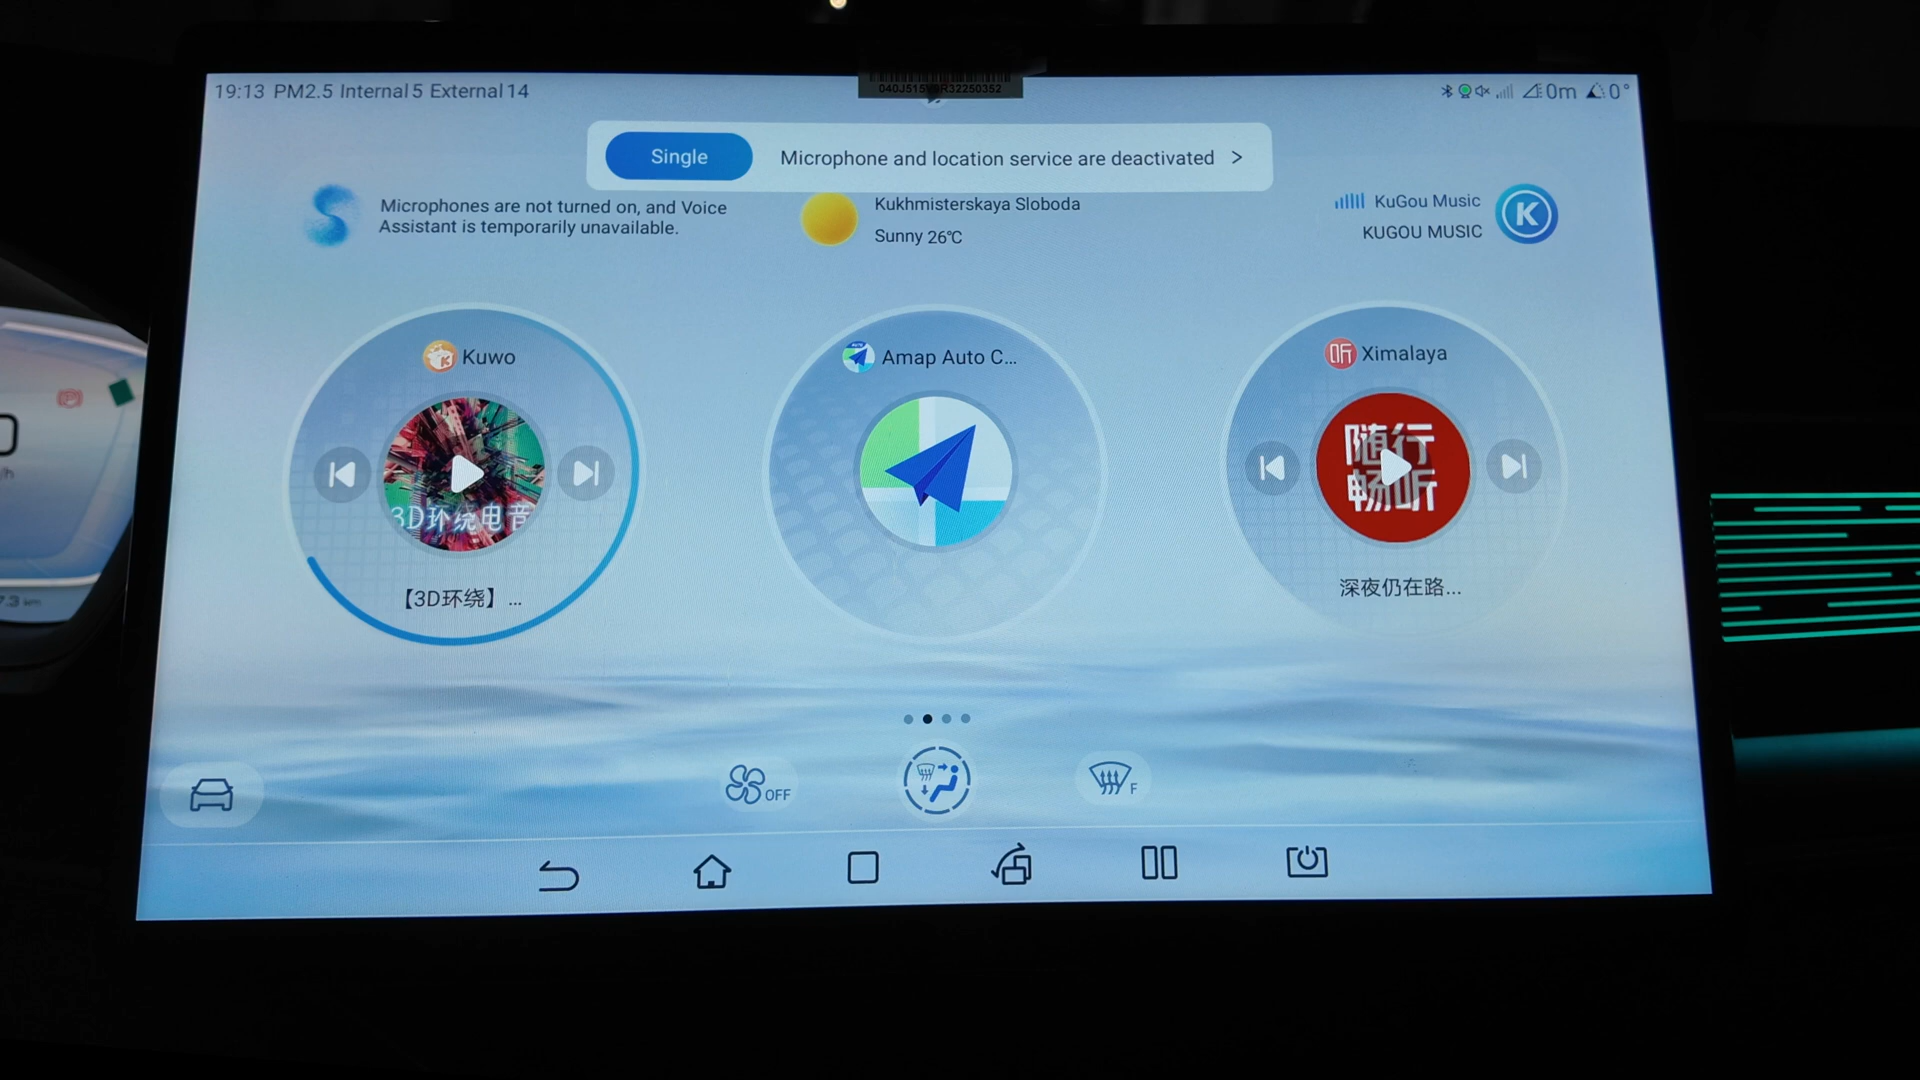 19:13 PM2.5 Internal 5 External 14
0m 0°
Single
Microphone and location service are deactivated >
Microphones are not turned on, and Voice
Assistant is temporarily unavailable.
Kukhmisterskaya Sloboda
Sunny 26℃
KuGou Music
KUGOU MUSIC
K
Kuwo
3D环绕电音
【3D环绕】...
Amap Auto C...
听 Ximalaya
随行
畅听
深夜仍在路...
OFF
F